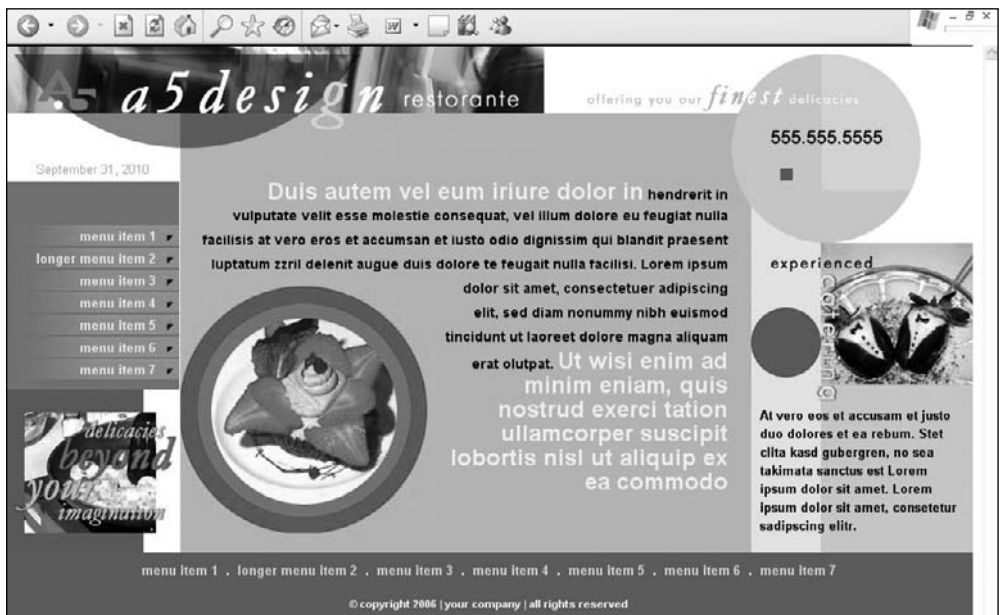 A5
a5design restorante
offering you our finest delicacies
555.555.5555
September 31, 2010
menu item 1
longer menu item 2
menu item 3
menu item 4
menu item 5
menu item 6
menu item 7
delicacies
beyond
your
imagination
Duis autem vel eum iriure dolor in hendrerit in
vulputate velit esse molestie consequat, vel illum dolore eu feugiat nulla
facilisis at vero eros et accumsan et iusto odio dignissim qui blandit praesent
luptatum zzril delenit augue duis dolore te feugait nulla facilisi. Lorem ipsum
dolor sit amet, consectetuer adipiscing
elit, sed diam nonummy nibh euismod
tincidunt ut laoreet dolore magna aliquam
erat olutpat. Ut wisi enim ad
minim eniam, quis
nostrud exerci tation
ullamcorper suscipit
lobortis nisl ut aliquip ex
ea commodo
experienced
catering
At vero eos et accusam et justo
duo dolores et ea rebum. Stet
clita kasd gubergren, no sea
takimata sanctus est Lorem
ipsum dolor sit amet. Lorem
ipsum dolor sit amet, consetetur
sadipscing elitr.
menu item 1 . longer menu item 2 . menu item 3 . menu item 4 . menu item 5 . menu item 6 . menu item 7
© copyright 2006 | your company | all rights reserved